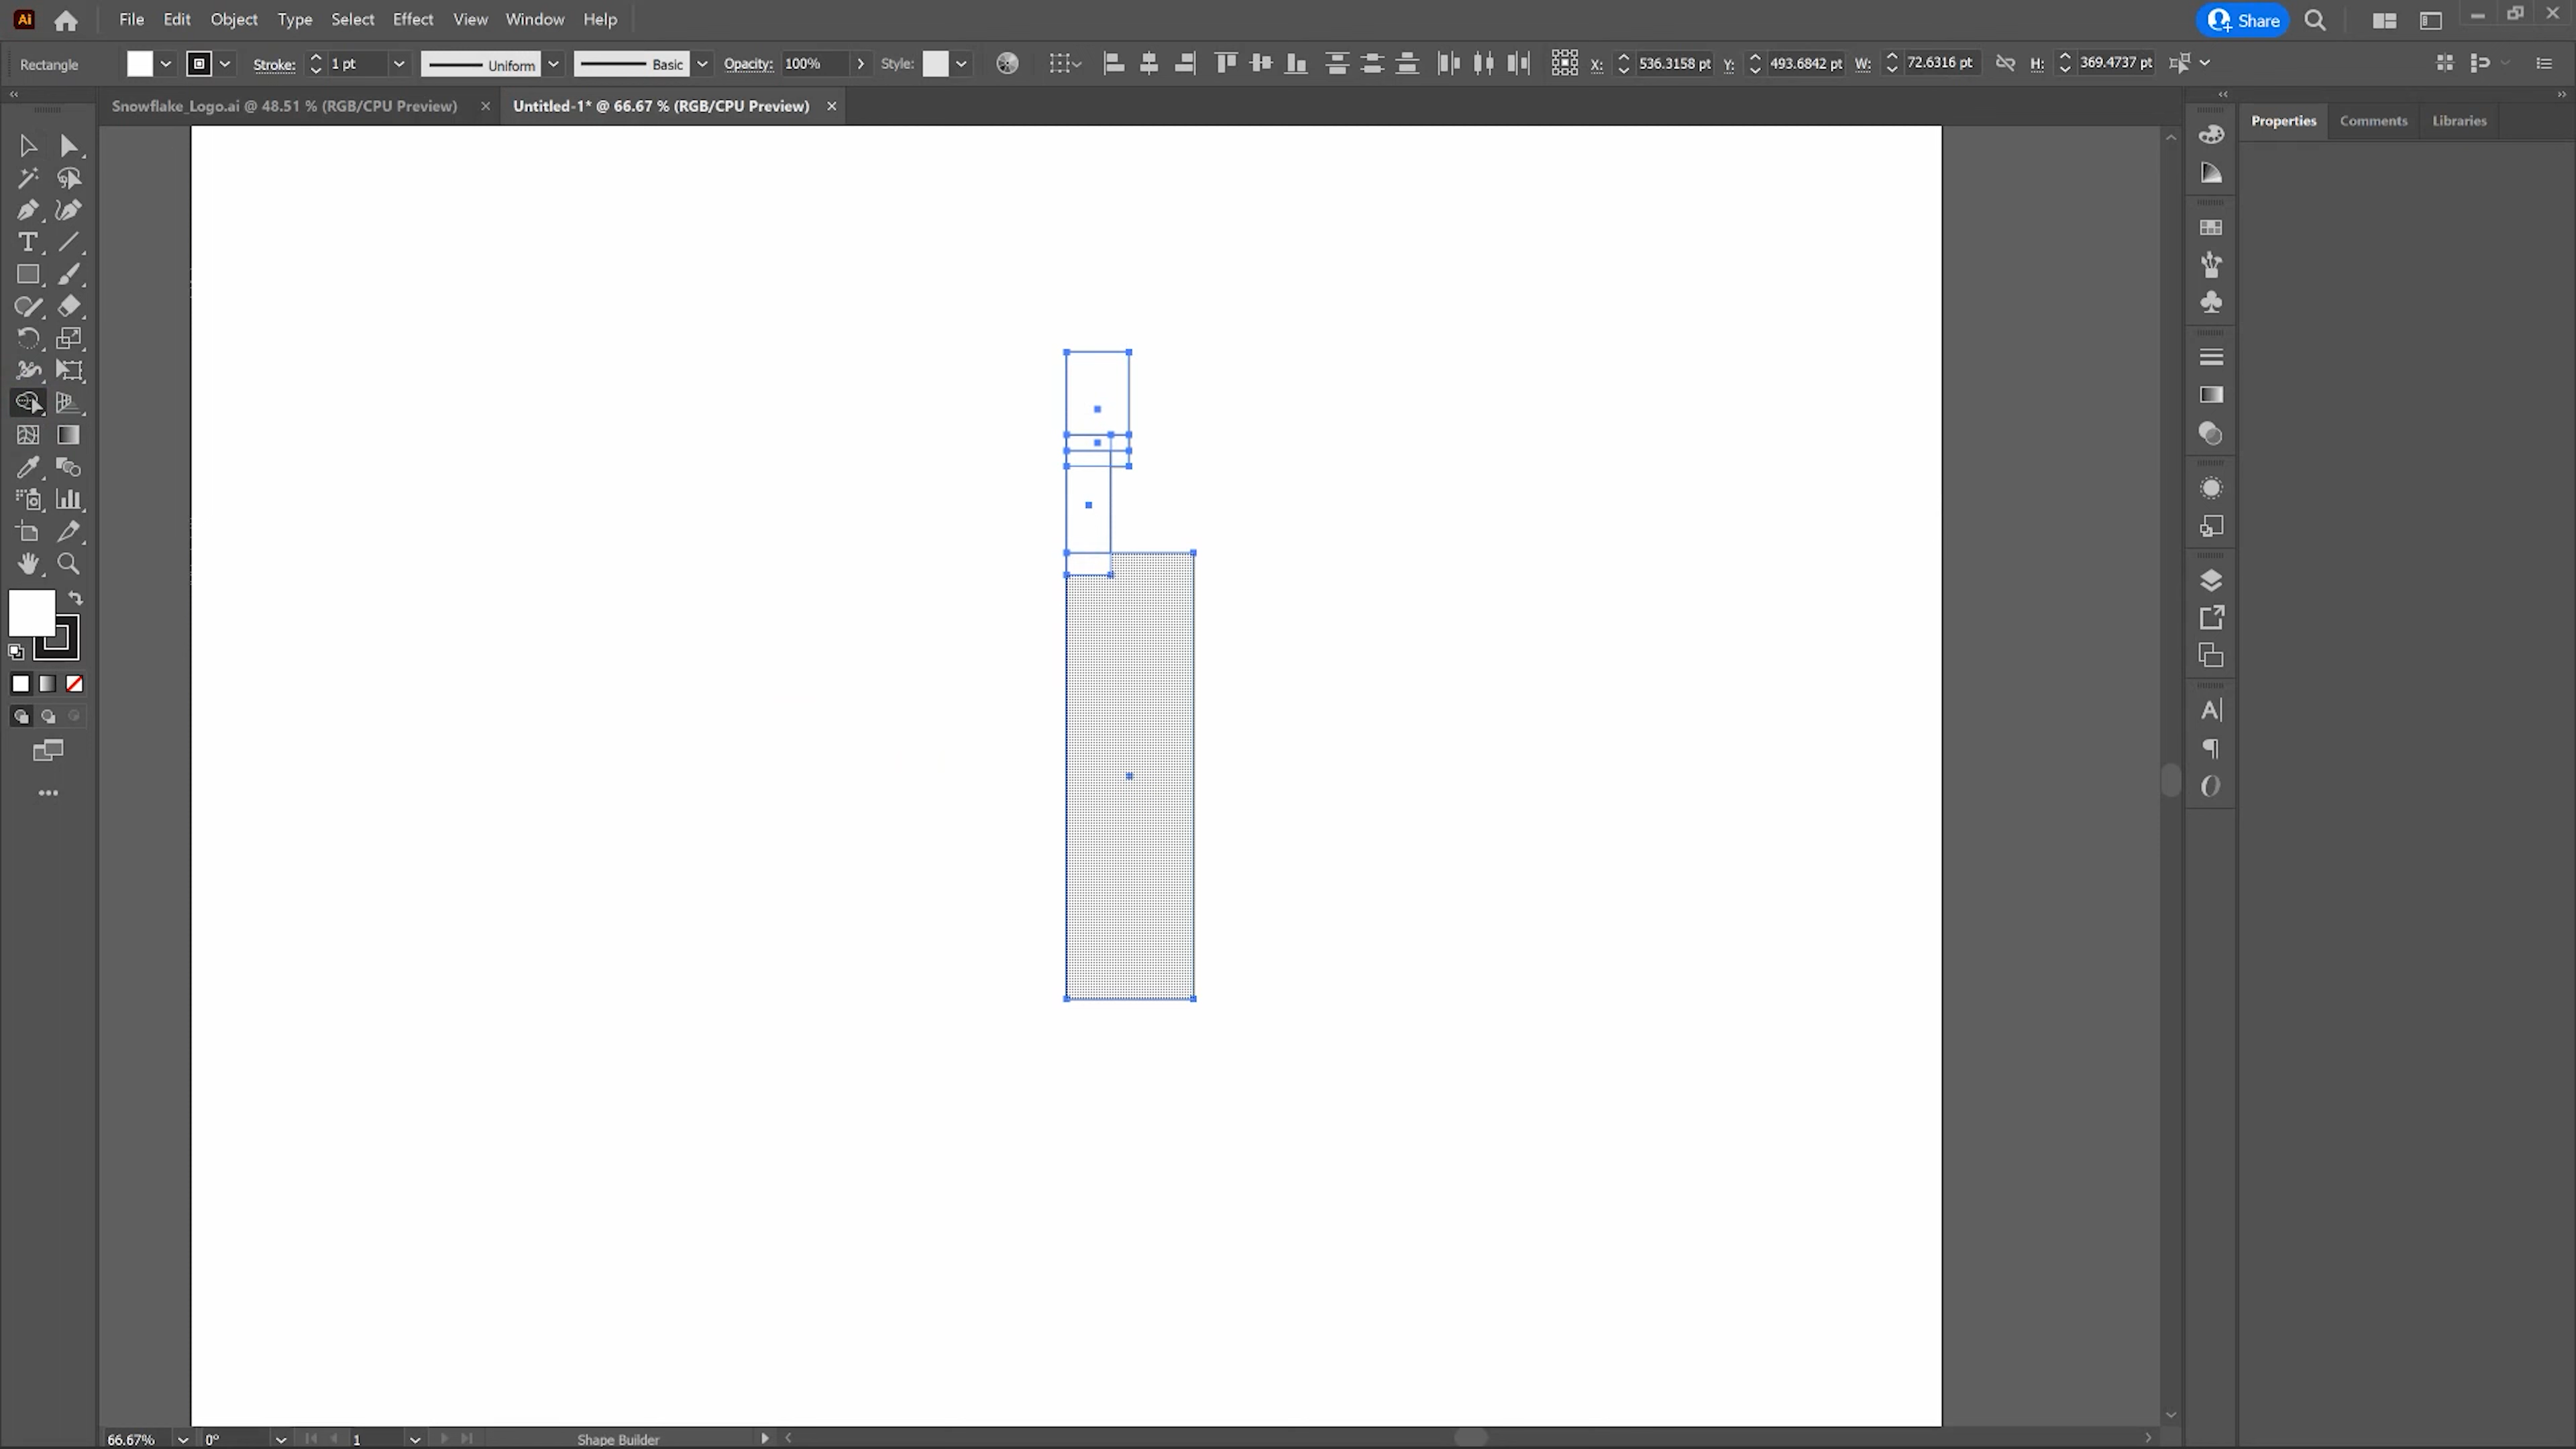 Ai File Edit Object Type Select Effect View Window Help Share
Rectangle Stroke: 1 pt Uniform Basic Opacity: 100% Style: X: 536.3158 pt Y: 493.6842 pt W: 72.6316 pt H: 369.4737 pt
Snowflake_Logo.ai @ 48.51 % (RGB/CPU Preview) Untitled-1* @ 66.67 % (RGB/CPU Preview)
Properties Comments Libraries
66.67% 0° 1 Shape Builder